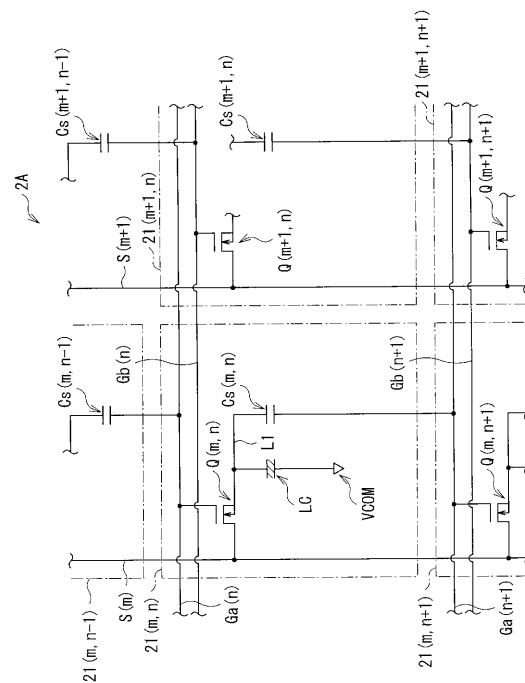 2A
Cs(m+1, n-1)
Cs(m+1, n)
21(m+1, n)
21(m+1, n+1)
S(m+1)
Q(m+1, n)
Q(m+1, n+1)
Cs(m, n-1)
Gb(n)
Cs(m, n)
Gb(n+1)
Q(m, n)
L1
LC
VCOM
Q(m, n+1)
21(m, n-1)
S(m)
21(m, n)
Ga(n)
21(m, n+1)
Ga(n+1)